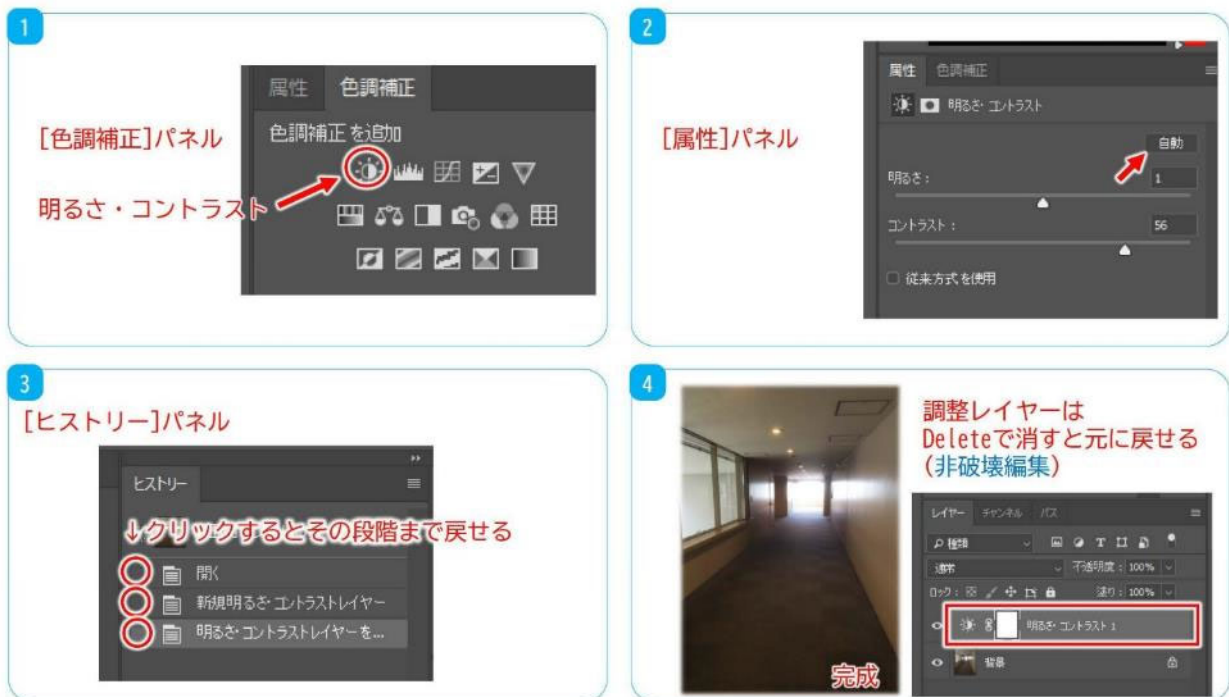 1
属性 色調補正
色調補正を追加
[色調補正]パネル
明るさ・コントラスト
2
属性 色調補正
明るさ・コントラスト
[属性]パネル
自動
明るさ： 1
コントラスト： 56
従来方式を使用
3
[ヒストリー]パネル
ヒストリー
↓クリックするとその段階まで戻せる
開く
新規明るさ・コントラストレイヤー
明るさ・コントラストレイヤーを...
4
調整レイヤーは
Deleteで消すと元に戻せる
(非破壊編集)
レイヤー チャンネル パス
種類
通常 不透明度：100%
ロック： 塗り：100%
明るさ・コントラスト 1
背景
完成